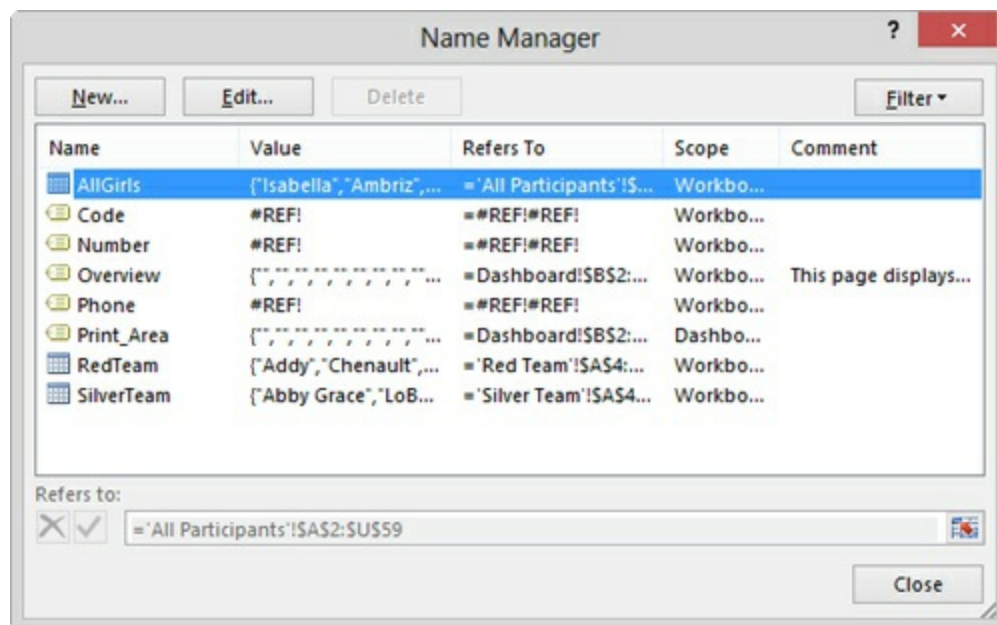 Name Manager
? ×
New... Edit... Delete Filter
Name Value Refers To Scope Comment
AllGirls {"Isabella","Ambriz",... ='All Participants'!$... Workbo...
Code #REF! =#REF!#REF! Workbo...
Number #REF! =#REF!#REF! Workbo...
Overview {"","","","","","","","",""... =Dashboard!$B$2:... Workbo... This page displays...
Phone #REF! =#REF!#REF! Workbo...
Print_Area {"","","","","","","","",""... =Dashboard!$B$2:... Dashbo...
RedTeam {"Addy","Chenault",... ='Red Team'!$A$4:... Workbo...
SilverTeam {"Abby Grace","LoB... ='Silver Team'!$A$4... Workbo...
Refers to:
='All Participants'!$A$2:$U$59
Close